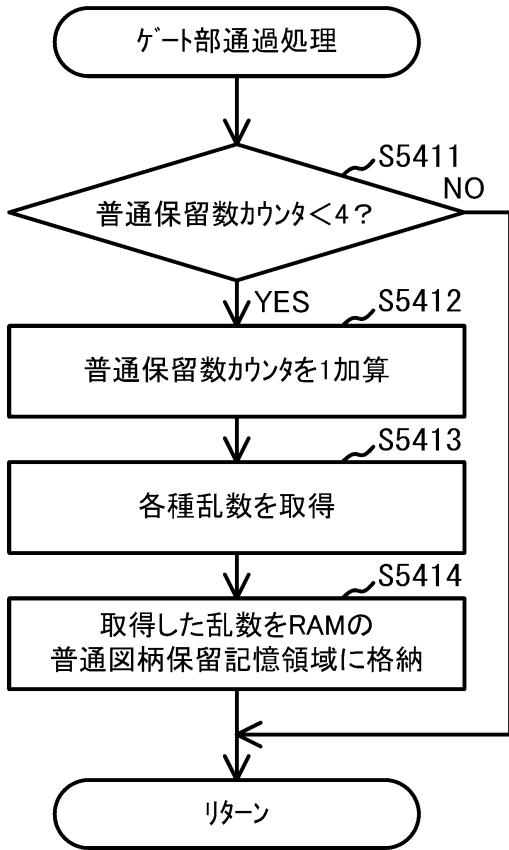 ｹﾞｰﾄ部通過処理
S5411
普通保留数ｶｳﾝﾀ＜4？
NO
YES
S5412
普通保留数ｶｳﾝﾀを1加算
S5413
各種乱数を取得
S5414
取得した乱数をRAMの
普通図柄保留記憶領域に格納
ﾘﾀｰﾝ